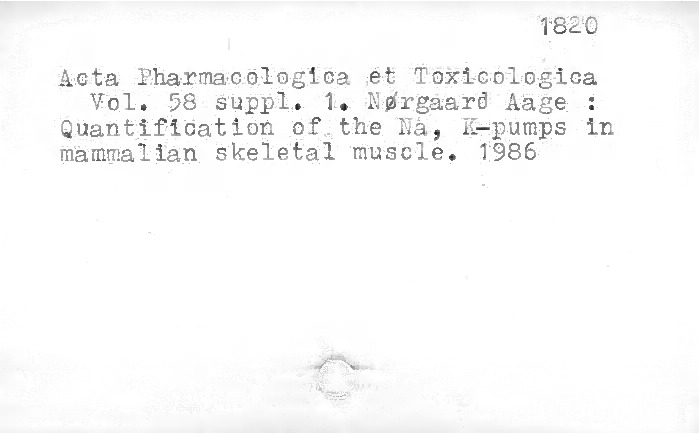 1820
Acta Pharmacologica et Toxicologica
Vol. 58 suppl. 1. Nørgaard Aage :
Quantification of the Na, K-pumps in
mammalian skeletal muscle. 1986